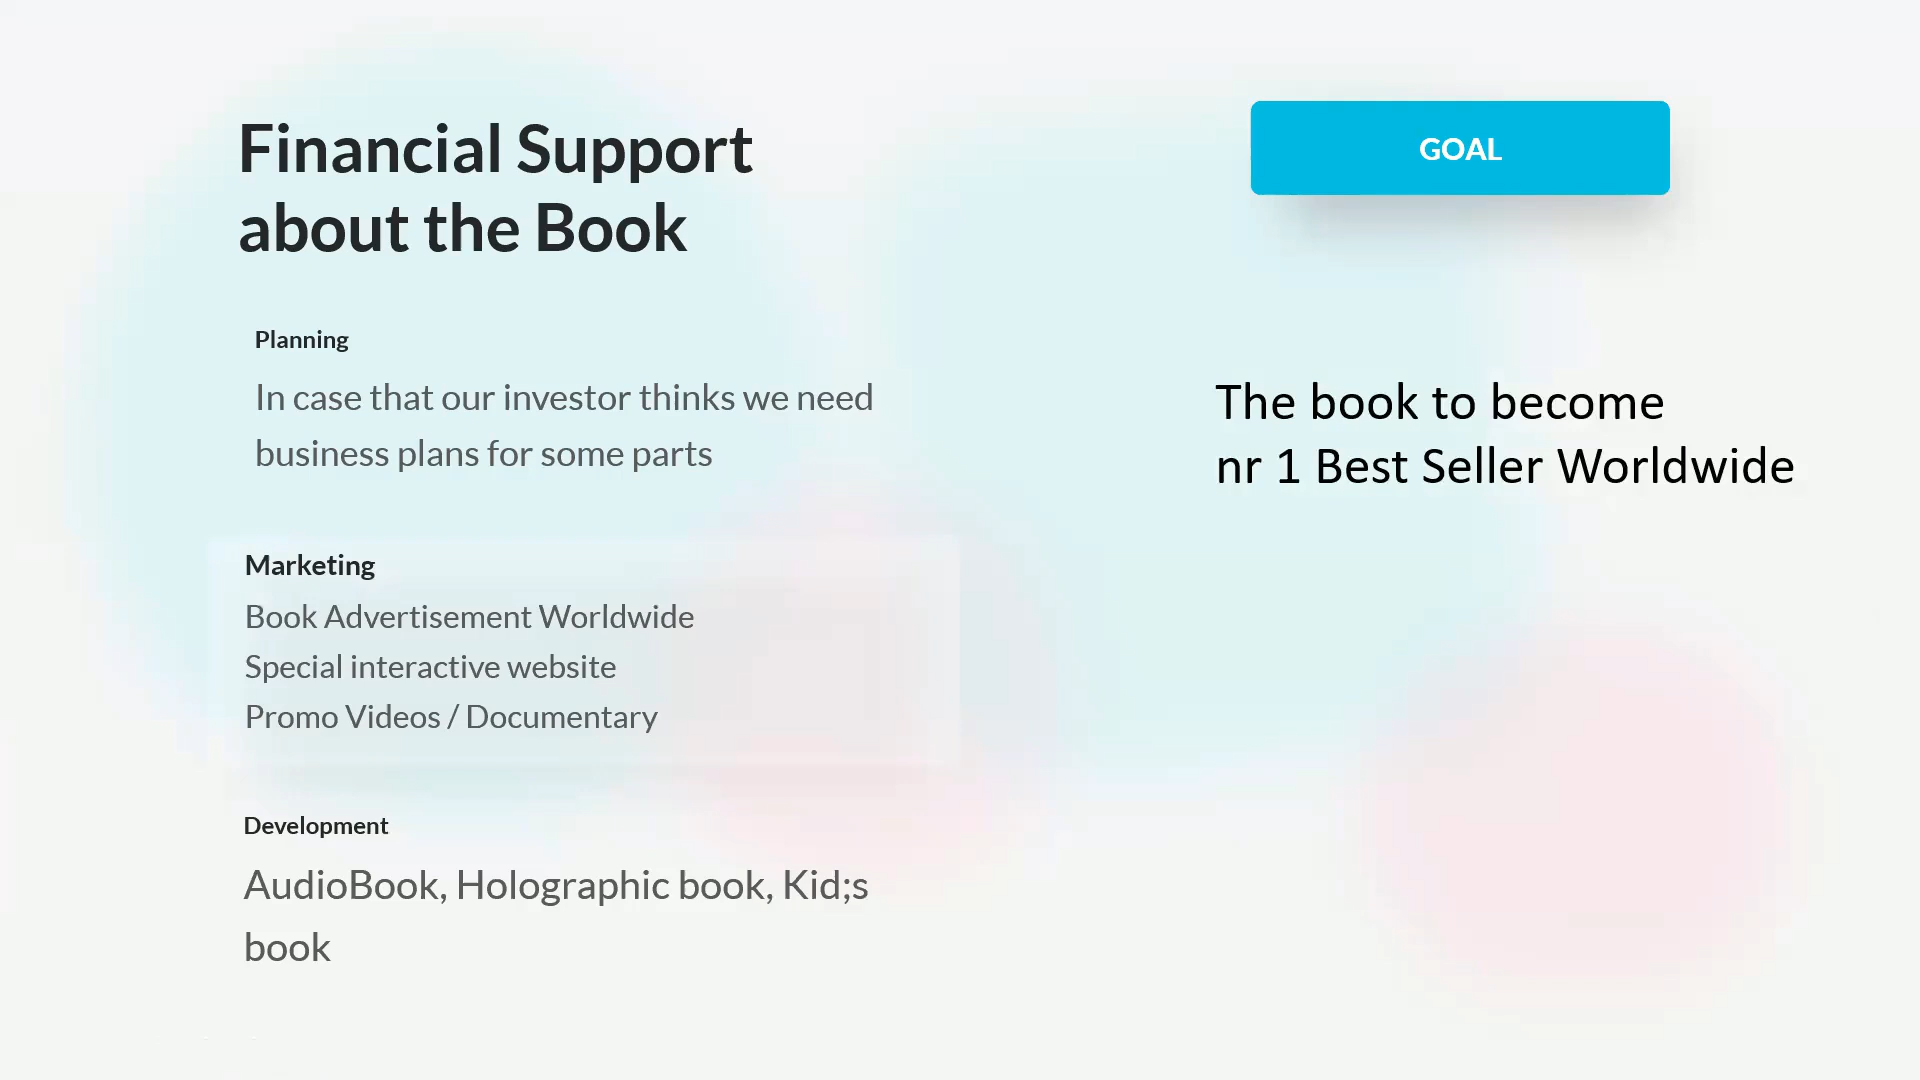 Financial Support
about the Book
Planning
In case that our investor thinks we need
business plans for some parts
Marketing
Book Advertisement Worldwide
Special interactive website
Promo Videos / Documentary
Development
AudioBook, Holographic book, Kid;s
book
GOAL
The book to become
nr 1 Best Seller Worldwide